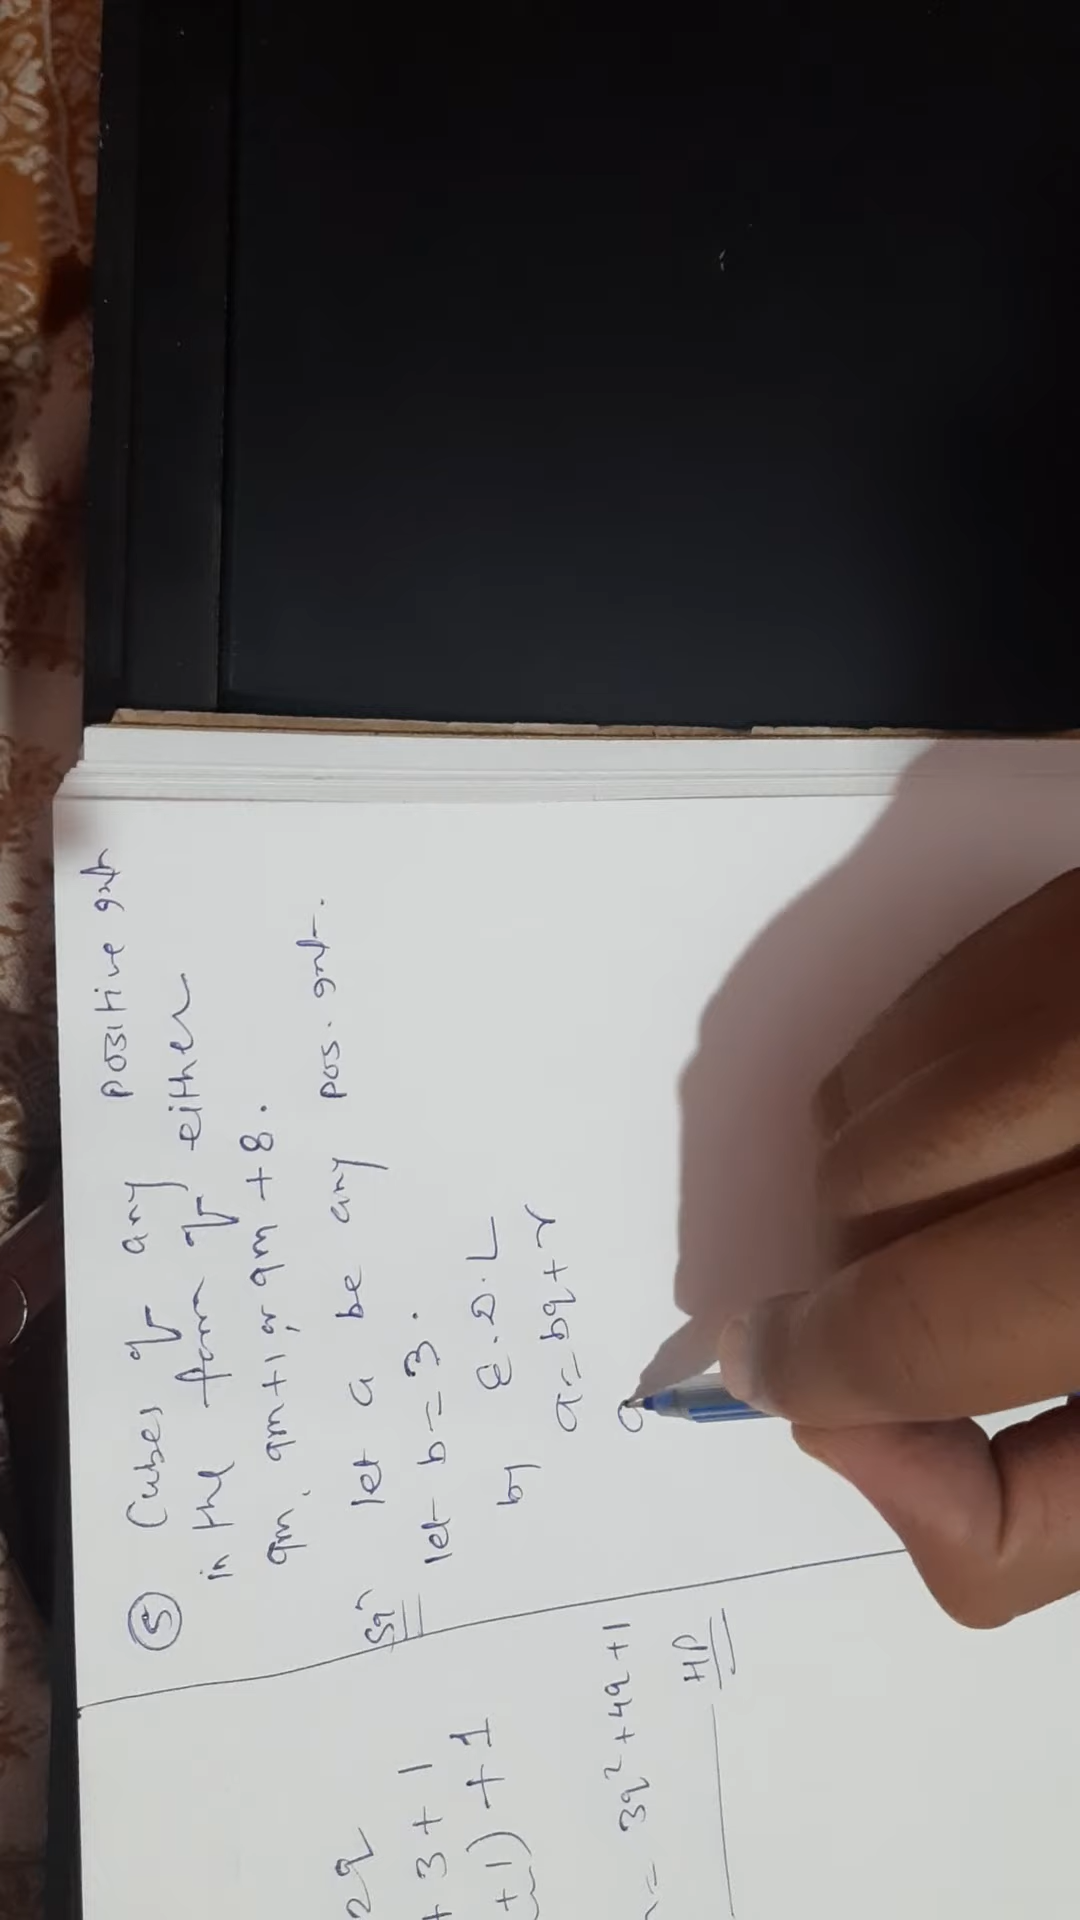 ⑤ Cubes of any positive int
in the form of either
9m, 9m+1, or 9m+8.
Sol let a be any pos. int.
let b=3.
by E.D.L
a=bq+r
a
2q
+3+1
+1)+1
= 3q²+4q+1
HP